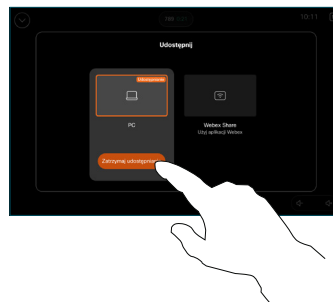 10.11
Udostępnij
Udostępnianie
PC
Webex Share
Użyj aplikacji Webex
Zatrzymaj udostępnianie